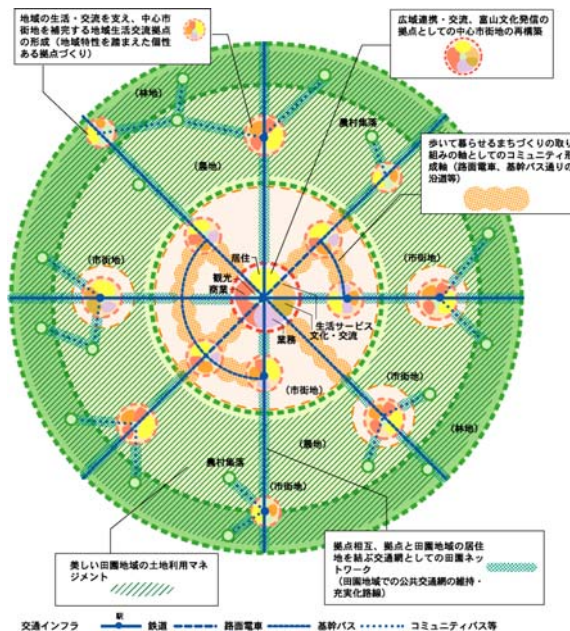 地域の生活・交流を支え、中心市
街地を補完する地域生活交流拠点
の形成（地域特性を踏まえた個性
ある拠点づくり）
広域連携・交流、富山文化発信の
拠点としての中心市街地の再構築
（林地）
農村集落
歩いて暮らせるまちづくりの取り
組みの軸としてのコミュニティ形
成軸（路面電車、基幹バス通りの
沿道等）
（農地）
（市街地）
居住
（市街地）
観光
商業
生活サービス
文化・交流
業務
（市街地）
（市街地）
（林地）
（農地）
農村集落
（市街地）
美しい田園地域の土地利用マネ
ジメント
拠点相互、拠点と田園地域の居住
地を結ぶ交通網としての田園ネッ
トワーク
（田園地域での公共交通網の維持・
充実化路線）
駅
交通インフラ 鉄道 路面電車 基幹バス コミュニティバス等